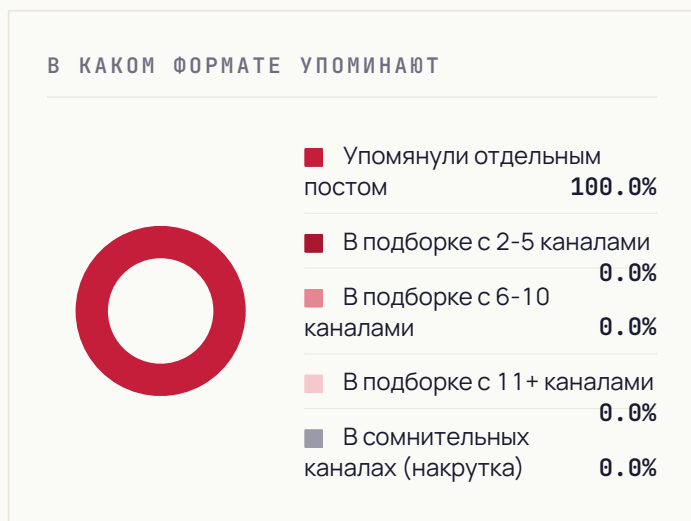 В КАКОМ ФОРМАТЕ УПОМИНАЮТ
Упомянули отдельным
постом 100.0%
В подборке с 2-5 каналами
0.0%
В подборке с 6-10
каналами 0.0%
В подборке с 11+ каналами
0.0%
В сомнительных
каналах (накрутка) 0.0%